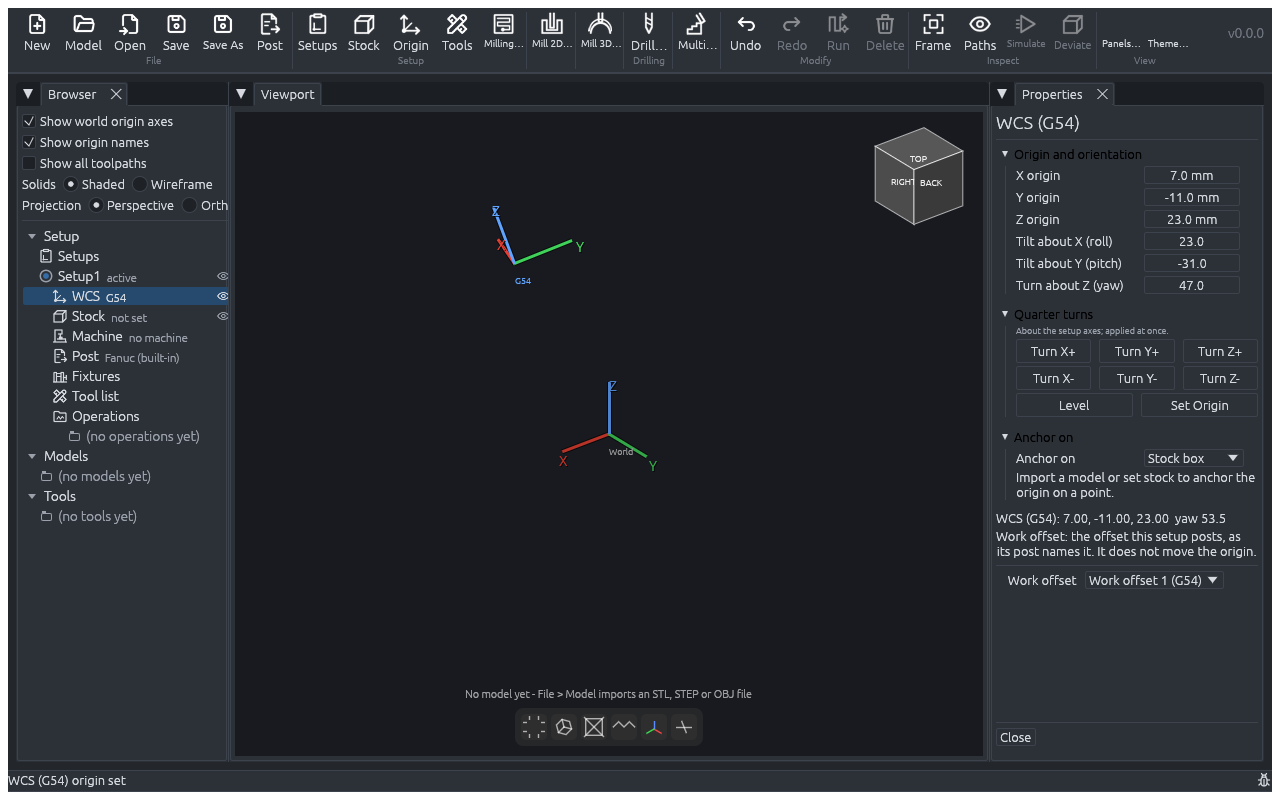 New Model Open Save Save As Post Setups Stock Origin Tools Milling... Mill 2D... Mill 3D... Drill... Multi... Undo Redo Run Delete Frame Paths Simulate Deviate Panels... Theme... v0.0.0
File Setup Drilling Modify Inspect View
Browser
Show world origin axes
Show origin names
Show all toolpaths
Solids Shaded Wireframe
Projection Perspective Orth
Setup
Setups
Setup1 active
WCS G54
Stock not set
Machine no machine
Post Fanuc (built-in)
Fixtures
Tool list
Operations
(no operations yet)
Models
(no models yet)
Tools
(no tools yet)
Viewport
TOP
RIGHT BACK
Z
X Y
G54
Z
World
X Y
No model yet - File > Model imports an STL, STEP or OBJ file
Properties
WCS (G54)
Origin and orientation
X origin 7.0 mm
Y origin -11.0 mm
Z origin 23.0 mm
Tilt about X (roll) 23.0
Tilt about Y (pitch) -31.0
Turn about Z (yaw) 47.0
Quarter turns
About the setup axes; applied at once.
Turn X+ Turn Y+ Turn Z+
Turn X- Turn Y- Turn Z-
Level Set Origin
Anchor on
Anchor on Stock box
Import a model or set stock to anchor the
origin on a point.
WCS (G54): 7.00, -11.00, 23.00 yaw 53.5
Work offset: the offset this setup posts, as
its post names it. It does not move the origin.
Work offset Work offset 1 (G54)
Close
WCS (G54) origin set